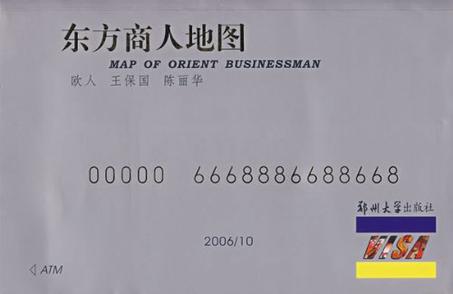 东方商人地图
MAP OF ORIENT BUSINESSMAN
欧人 王保国 陈丽华
00000 6668886688668
郑州大学出版社
2006/10
VISA
ATM